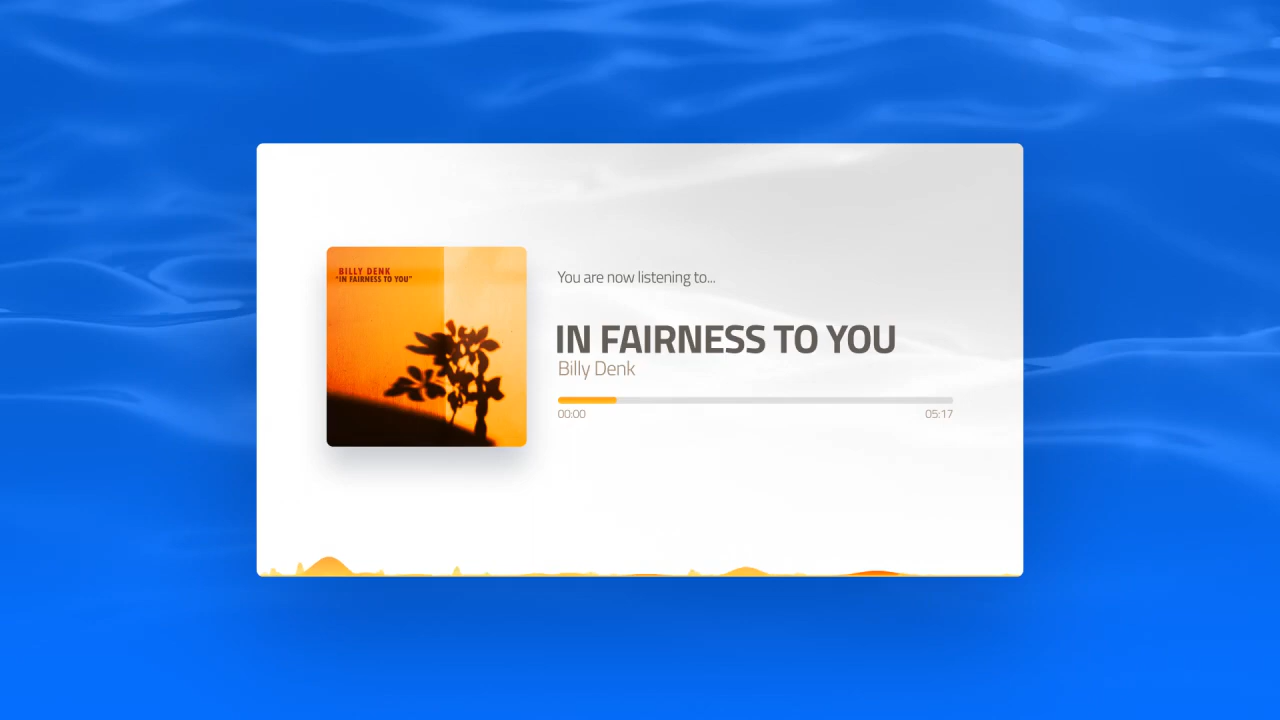 BILLY DENK
"IN FAIRNESS TO YOU"
You are now listening to...
IN FAIRNESS TO YOU
Billy Denk
00:00
05:17